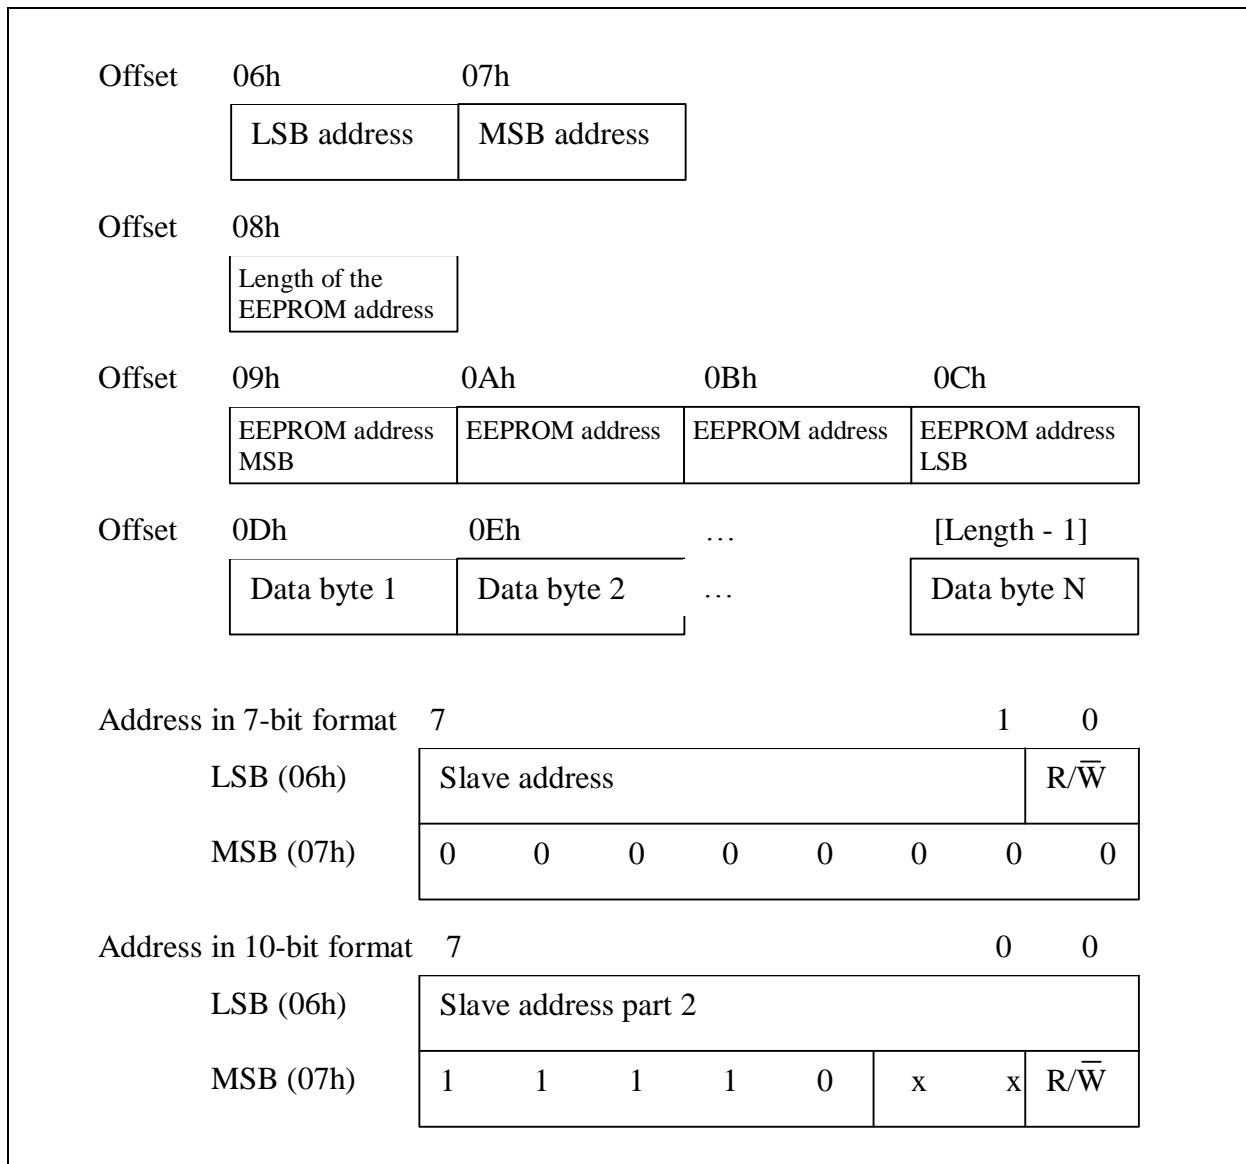 Offset 06h 07h
LSB address MSB address
Offset 08h
Length of the
EEPROM address
Offset 09h 0Ah 0Bh 0Ch
EEPROM address MSB EEPROM address EEPROM address EEPROM address LSB
Offset 0Dh 0Eh … [Length - 1]
Data byte 1 Data byte 2 … Data byte N
Address in 7-bit format 7 1 0
LSB (06h) Slave address R/W̅
MSB (07h) 0 0 0 0 0 0 0 0
Address in 10-bit format 7 0 0
LSB (06h) Slave address part 2
MSB (07h) 1 1 1 1 0 x x R/W̅